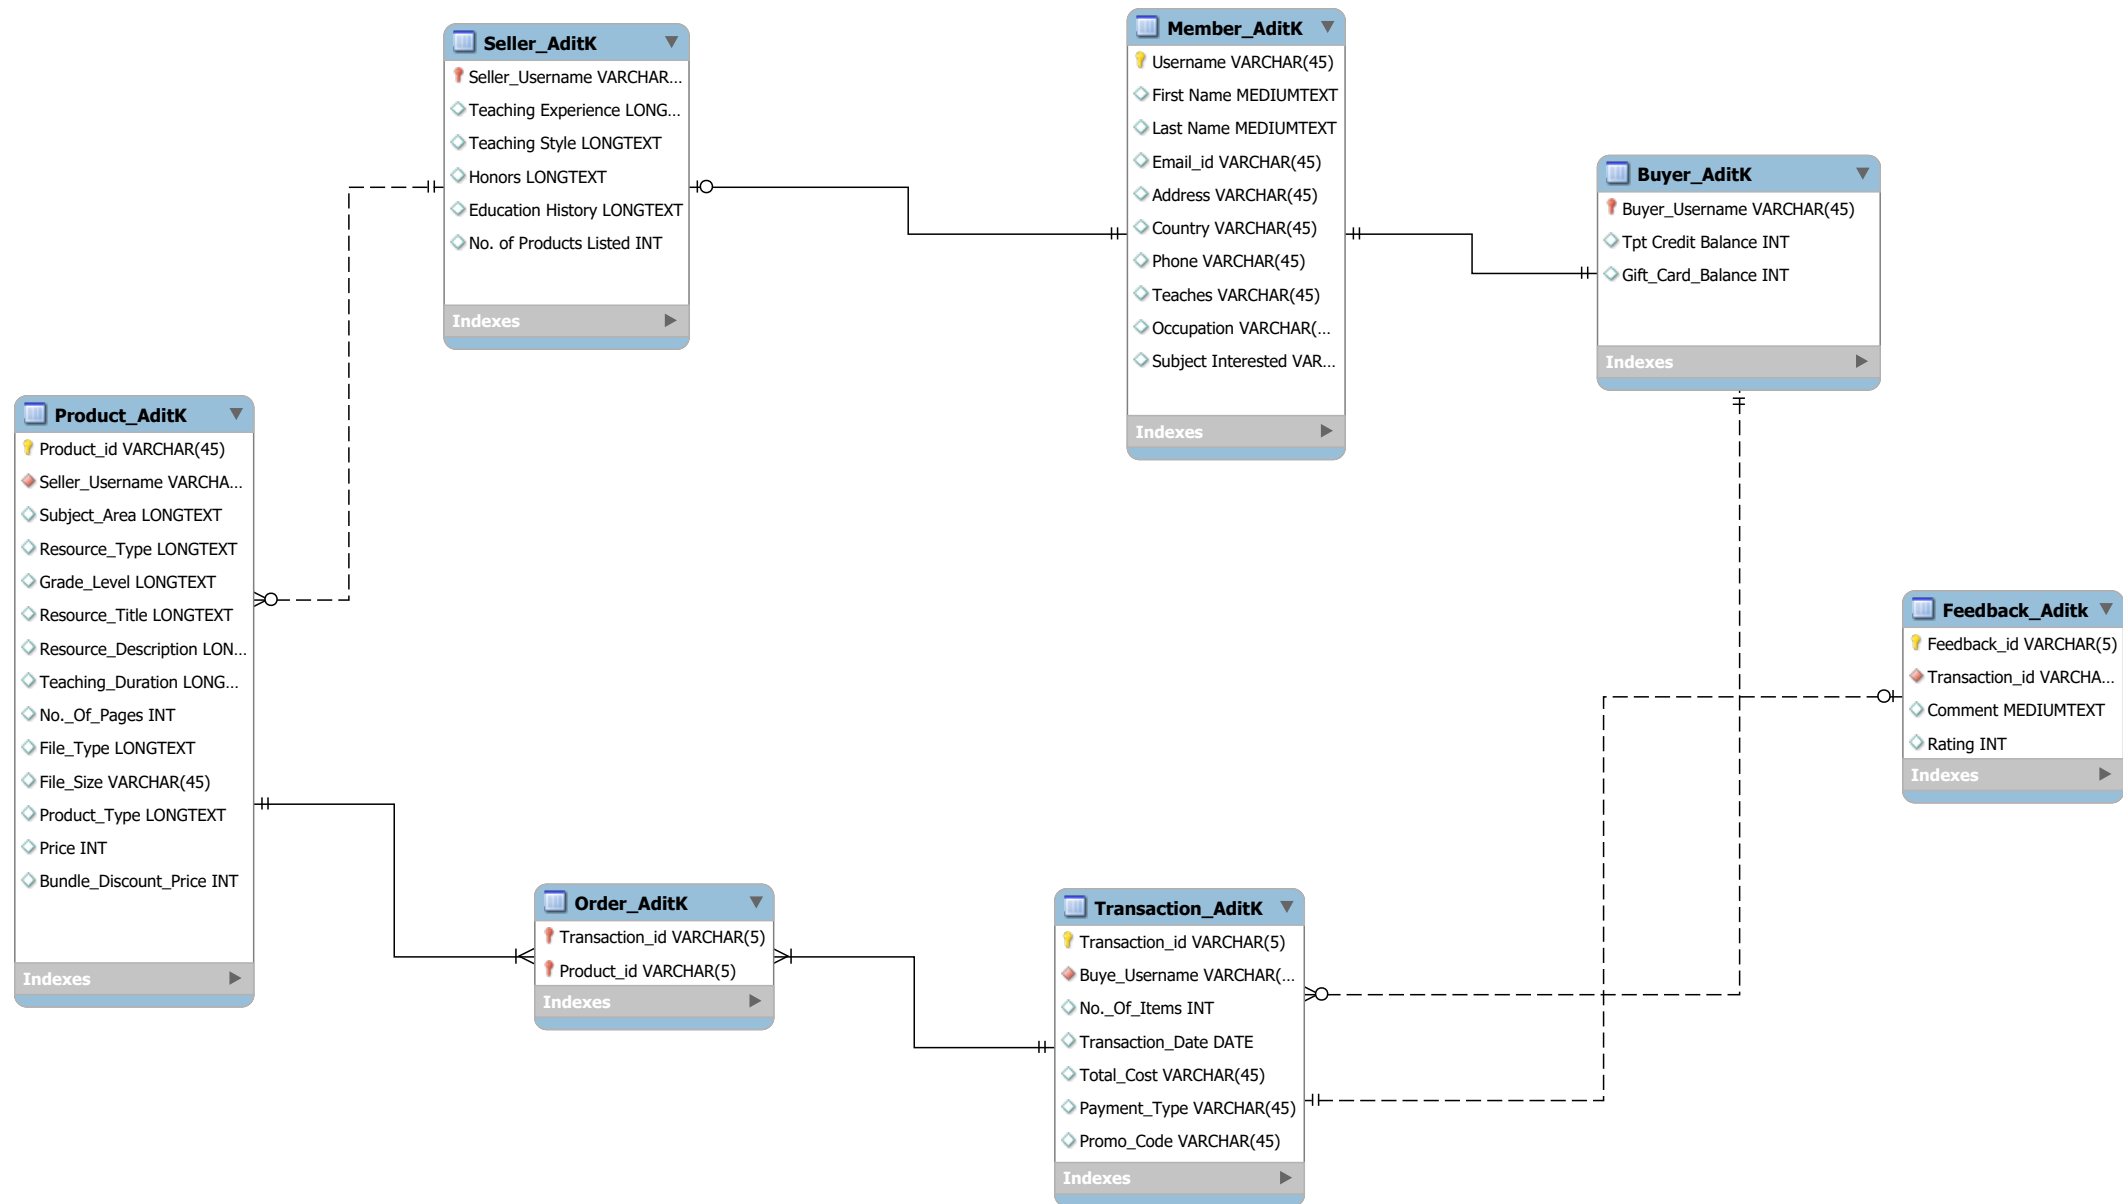 Seller_AditK
Seller_Username VARCHAR...
Teaching Experience LONG...
Teaching Style LONGTEXT
Honors LONGTEXT
Education History LONGTEXT
No. of Products Listed INT
Indexes
Member_AditK
Username VARCHAR(45)
First Name MEDIUMTEXT
Last Name MEDIUMTEXT
Email_id VARCHAR(45)
Address VARCHAR(45)
Country VARCHAR(45)
Phone VARCHAR(45)
Teaches VARCHAR(45)
Occupation VARCHAR(...
Subject Interested VAR...
Indexes
Buyer_AditK
Buyer_Username VARCHAR(45)
Tpt Credit Balance INT
Gift_Card_Balance INT
Indexes
Product_AditK
Product_id VARCHAR(45)
Seller_Username VARCHA...
Subject_Area LONGTEXT
Resource_Type LONGTEXT
Grade_Level LONGTEXT
Resource_Title LONGTEXT
Resource_Description LON...
Teaching_Duration LONG...
No._Of_Pages INT
File_Type LONGTEXT
File_Size VARCHAR(45)
Product_Type LONGTEXT
Price INT
Bundle_Discount_Price INT
Indexes
Feedback_Aditk
Feedback_id VARCHAR(5)
Transaction_id VARCHA...
Comment MEDIUMTEXT
Rating INT
Indexes
Order_AditK
Transaction_id VARCHAR(5)
Product_id VARCHAR(5)
Indexes
Transaction_AditK
Transaction_id VARCHAR(5)
Buye_Username VARCHAR(...
No._Of_Items INT
Transaction_Date DATE
Total_Cost VARCHAR(45)
Payment_Type VARCHAR(45)
Promo_Code VARCHAR(45)
Indexes